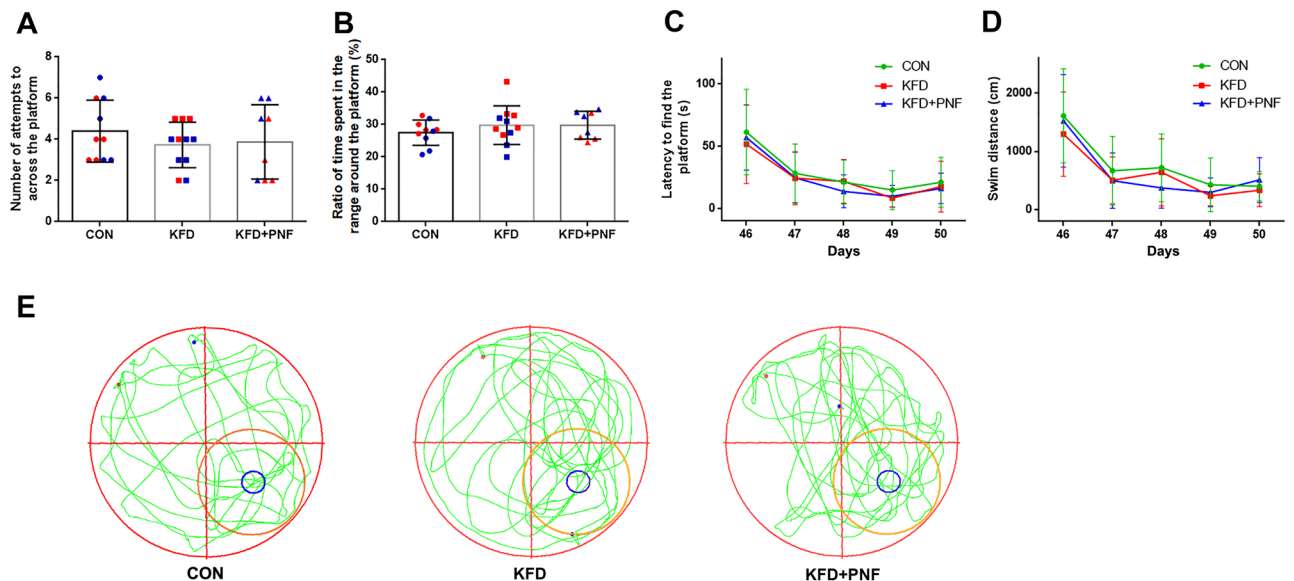 A
Number of attempts to
across the platform
8
6
4
2
0
CON
KFD
KFD+PNF
B
Ratio of time spent in the
range around the platform (%)
50
40
30
20
10
0
CON
KFD
KFD+PNF
C
Latency to find the
platform (s)
100
50
0
CON
KFD
KFD+PNF
46
47
48
49
50
Days
D
Swim distance (cm)
2000
1000
0
CON
KFD
KFD+PNF
46
47
48
49
50
Days
E
CON
KFD
KFD+PNF